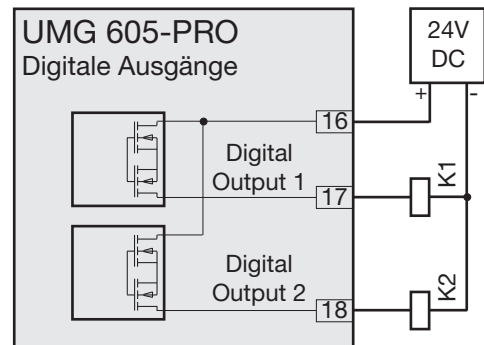 UMG 605-PRO
Digitale Ausgänge
24V
DC
+ -
16
Digital
Output 1
17
K1
Digital
Output 2
18
K2